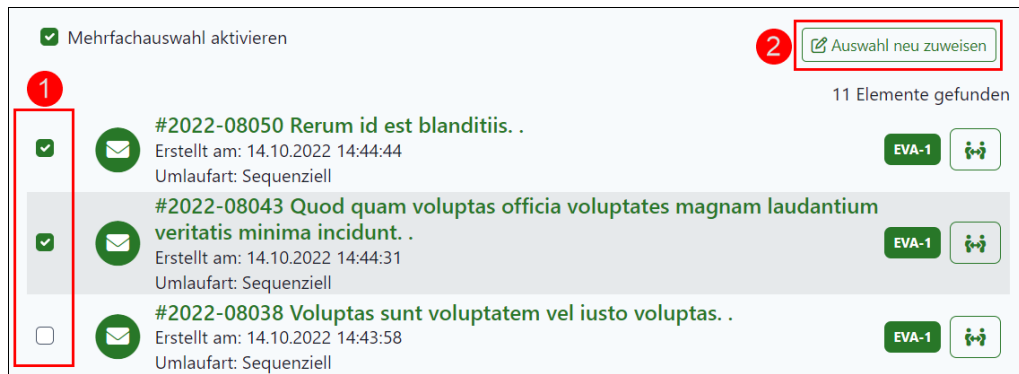 Mehrfachauswahl aktivieren
2
Auswahl neu zuweisen
1
11 Elemente gefunden
#2022-08050 Rerum id est blanditiis. .
Erstellt am: 14.10.2022 14:44:44
Umlaufart: Sequenziell
EVA-1
#2022-08043 Quod quam voluptas officia voluptates magnam laudantium
veritatis minima incidunt. .
Erstellt am: 14.10.2022 14:44:31
Umlaufart: Sequenziell
EVA-1
#2022-08038 Voluptas sunt voluptatem vel iusto voluptas. .
Erstellt am: 14.10.2022 14:43:58
Umlaufart: Sequenziell
EVA-1